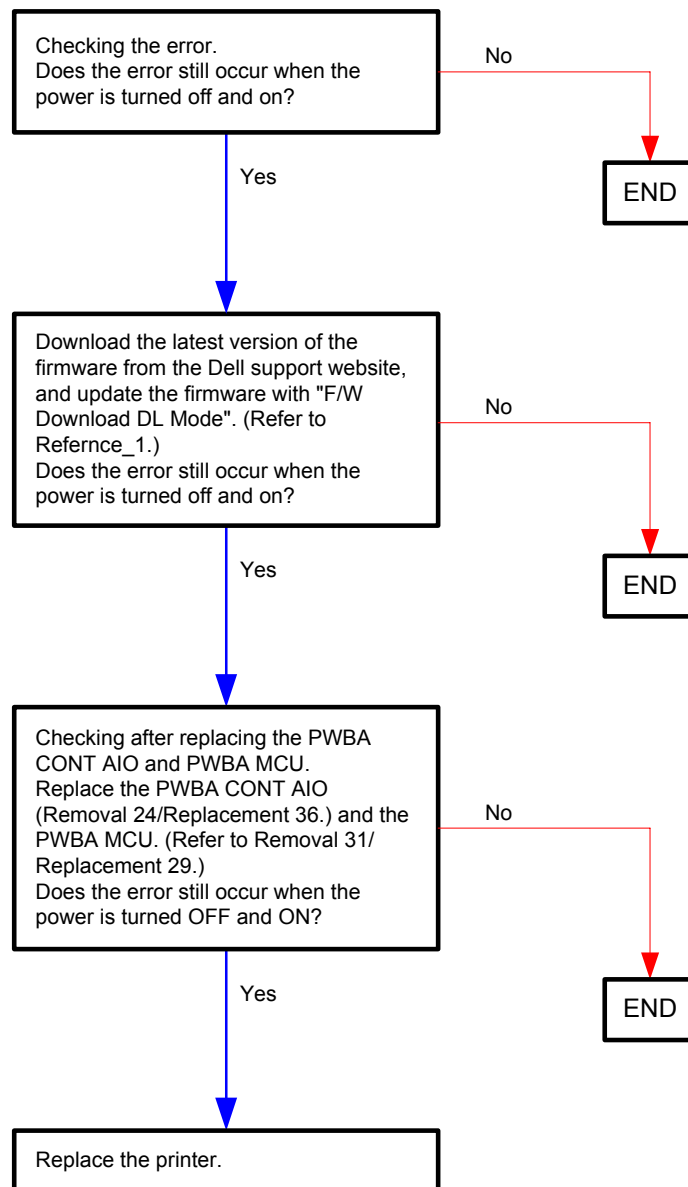 Checking the error.
Does the error still occur when the
power is turned off and on?
No
END
Yes
Download the latest version of the
firmware from the Dell support website,
and update the firmware with "F/W
Download DL Mode". (Refer to
Refernce_1.)
Does the error still occur when the
power is turned off and on?
No
END
Yes
Checking after replacing the PWBA
CONT AIO and PWBA MCU.
Replace the PWBA CONT AIO
(Removal 24/Replacement 36.) and the
PWBA MCU. (Refer to Removal 31/
Replacement 29.)
Does the error still occur when the
power is turned OFF and ON?
No
END
Yes
Replace the printer.